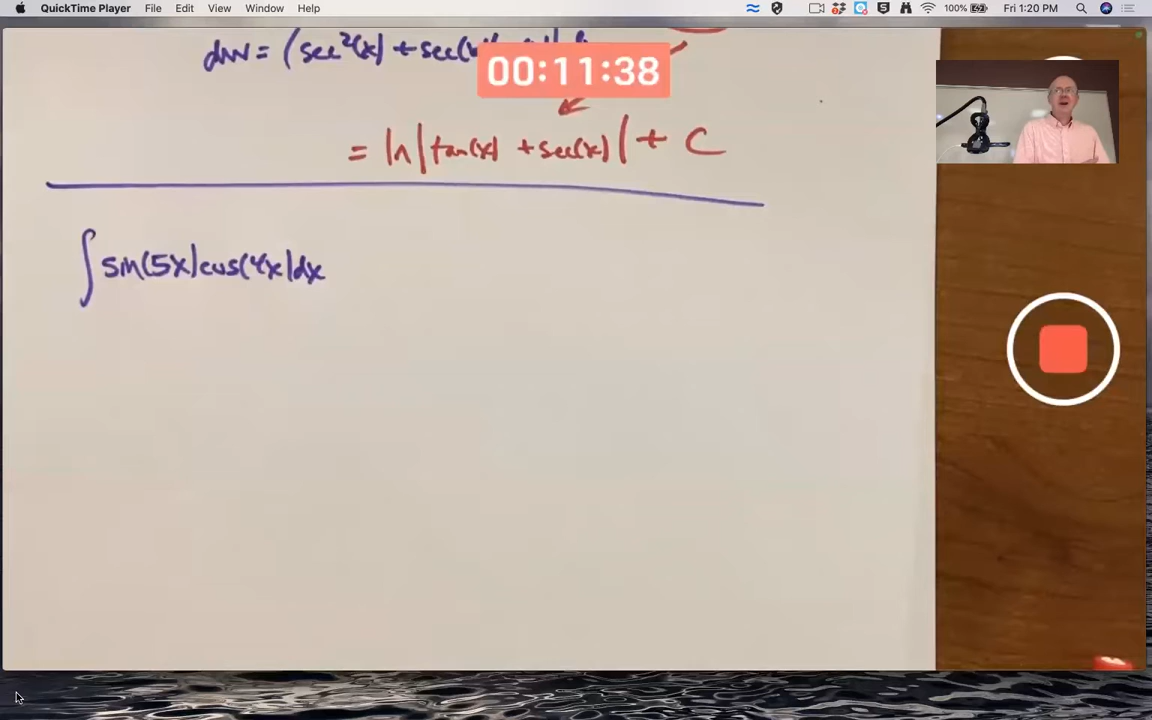 QuickTime Player File Edit View Window Help 100% Fri 1:20 PM
dw = (sec²(x) + sec(x)
00:11:38
= ln|tan(x) + sec(x)| + C
∫sin(5x)cos(4x)dx